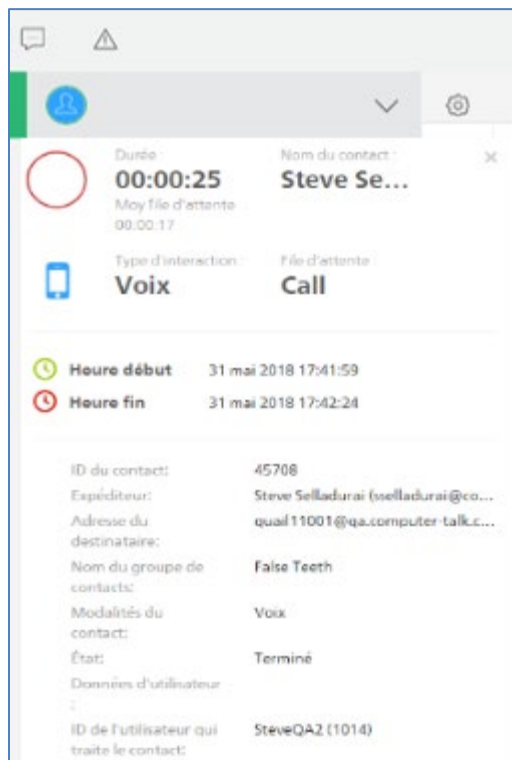 Durée :
Nom du contact :
00:00:25
Steve Se...
Moy file d'attente
00:00:17
Type d'interaction :
File d'attente :
Voix
Call
Heure début 31 mai 2018 17:41:59
Heure fin 31 mai 2018 17:42:24
ID du contact: 45708
Expéditeur: Steve Selladurai (sselladurai@co...
Adresse du quail11001@qa.computer-talk.c...
destinataire:
Nom du groupe de False Teeth
contacts:
Modalités du Voix
contact:
État: Terminé
Données d'utilisateur
:
ID de l'utilisateur qui SteveQA2 (1014)
traite le contact: